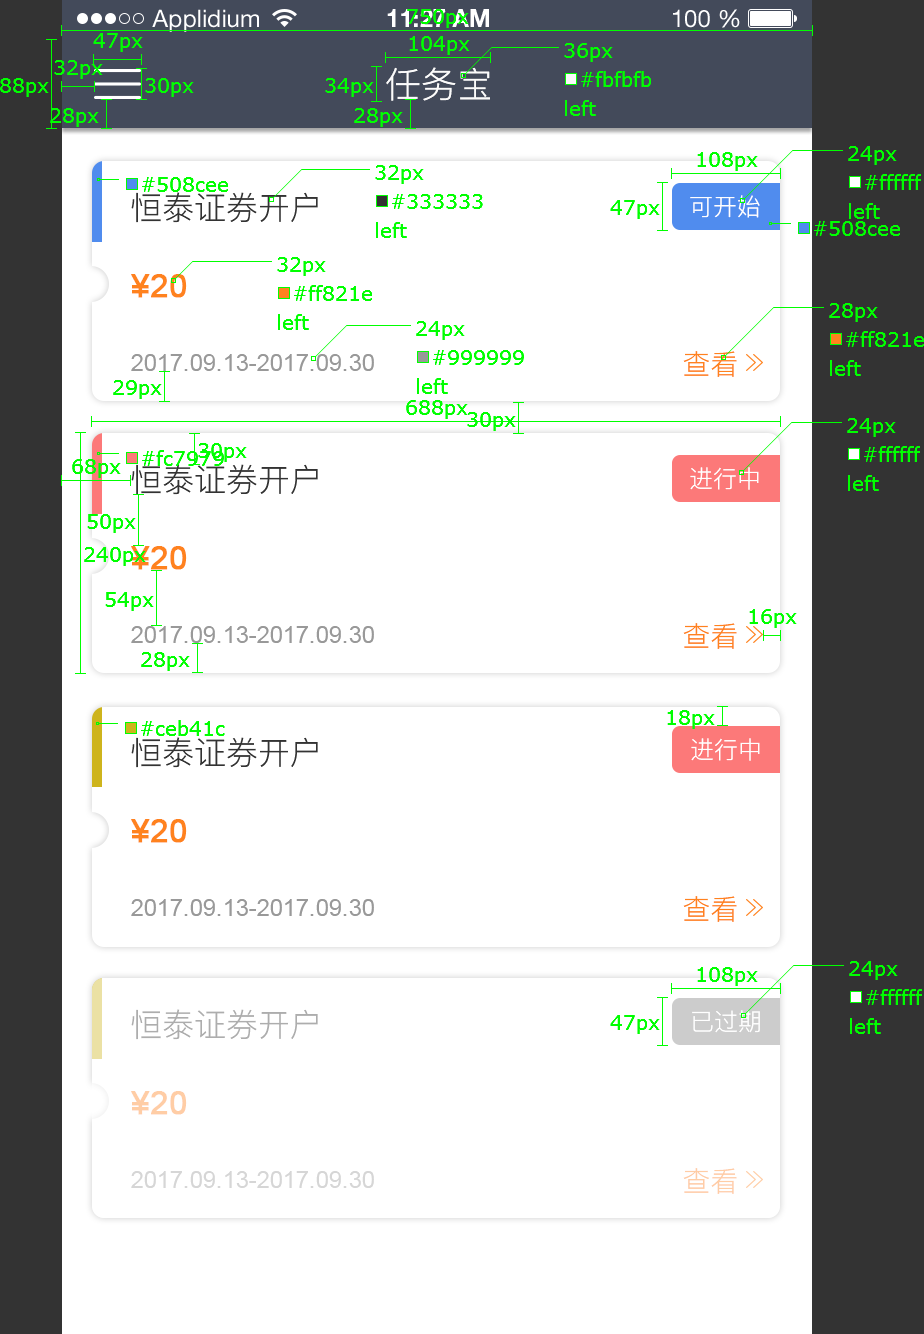 Applidium 11:27 AM 100 %
750px
47px 104px 36px
32px 任务宝 #fbfbfb
88px 30px 34px left
28px 28px
108px 24px
32px #ffffff
#508cee #333333 47px 可开始 left
恒泰证券开户 left #508cee
32px
¥20 #ff821e
left
24px 28px
2017.09.13-2017.09.30 #999999 查看 #ff821e
29px left left
688px 30px
24px
30px #ffffff
68px #fc7979 进行中 left
恒泰证券开户
50px
240px ¥20
54px 16px
2017.09.13-2017.09.30 查看
28px
18px
#ceb41c 进行中
恒泰证券开户
¥20
2017.09.13-2017.09.30 查看
108px 24px
#ffffff
恒泰证券开户 47px 已过期 left
¥20
2017.09.13-2017.09.30 查看